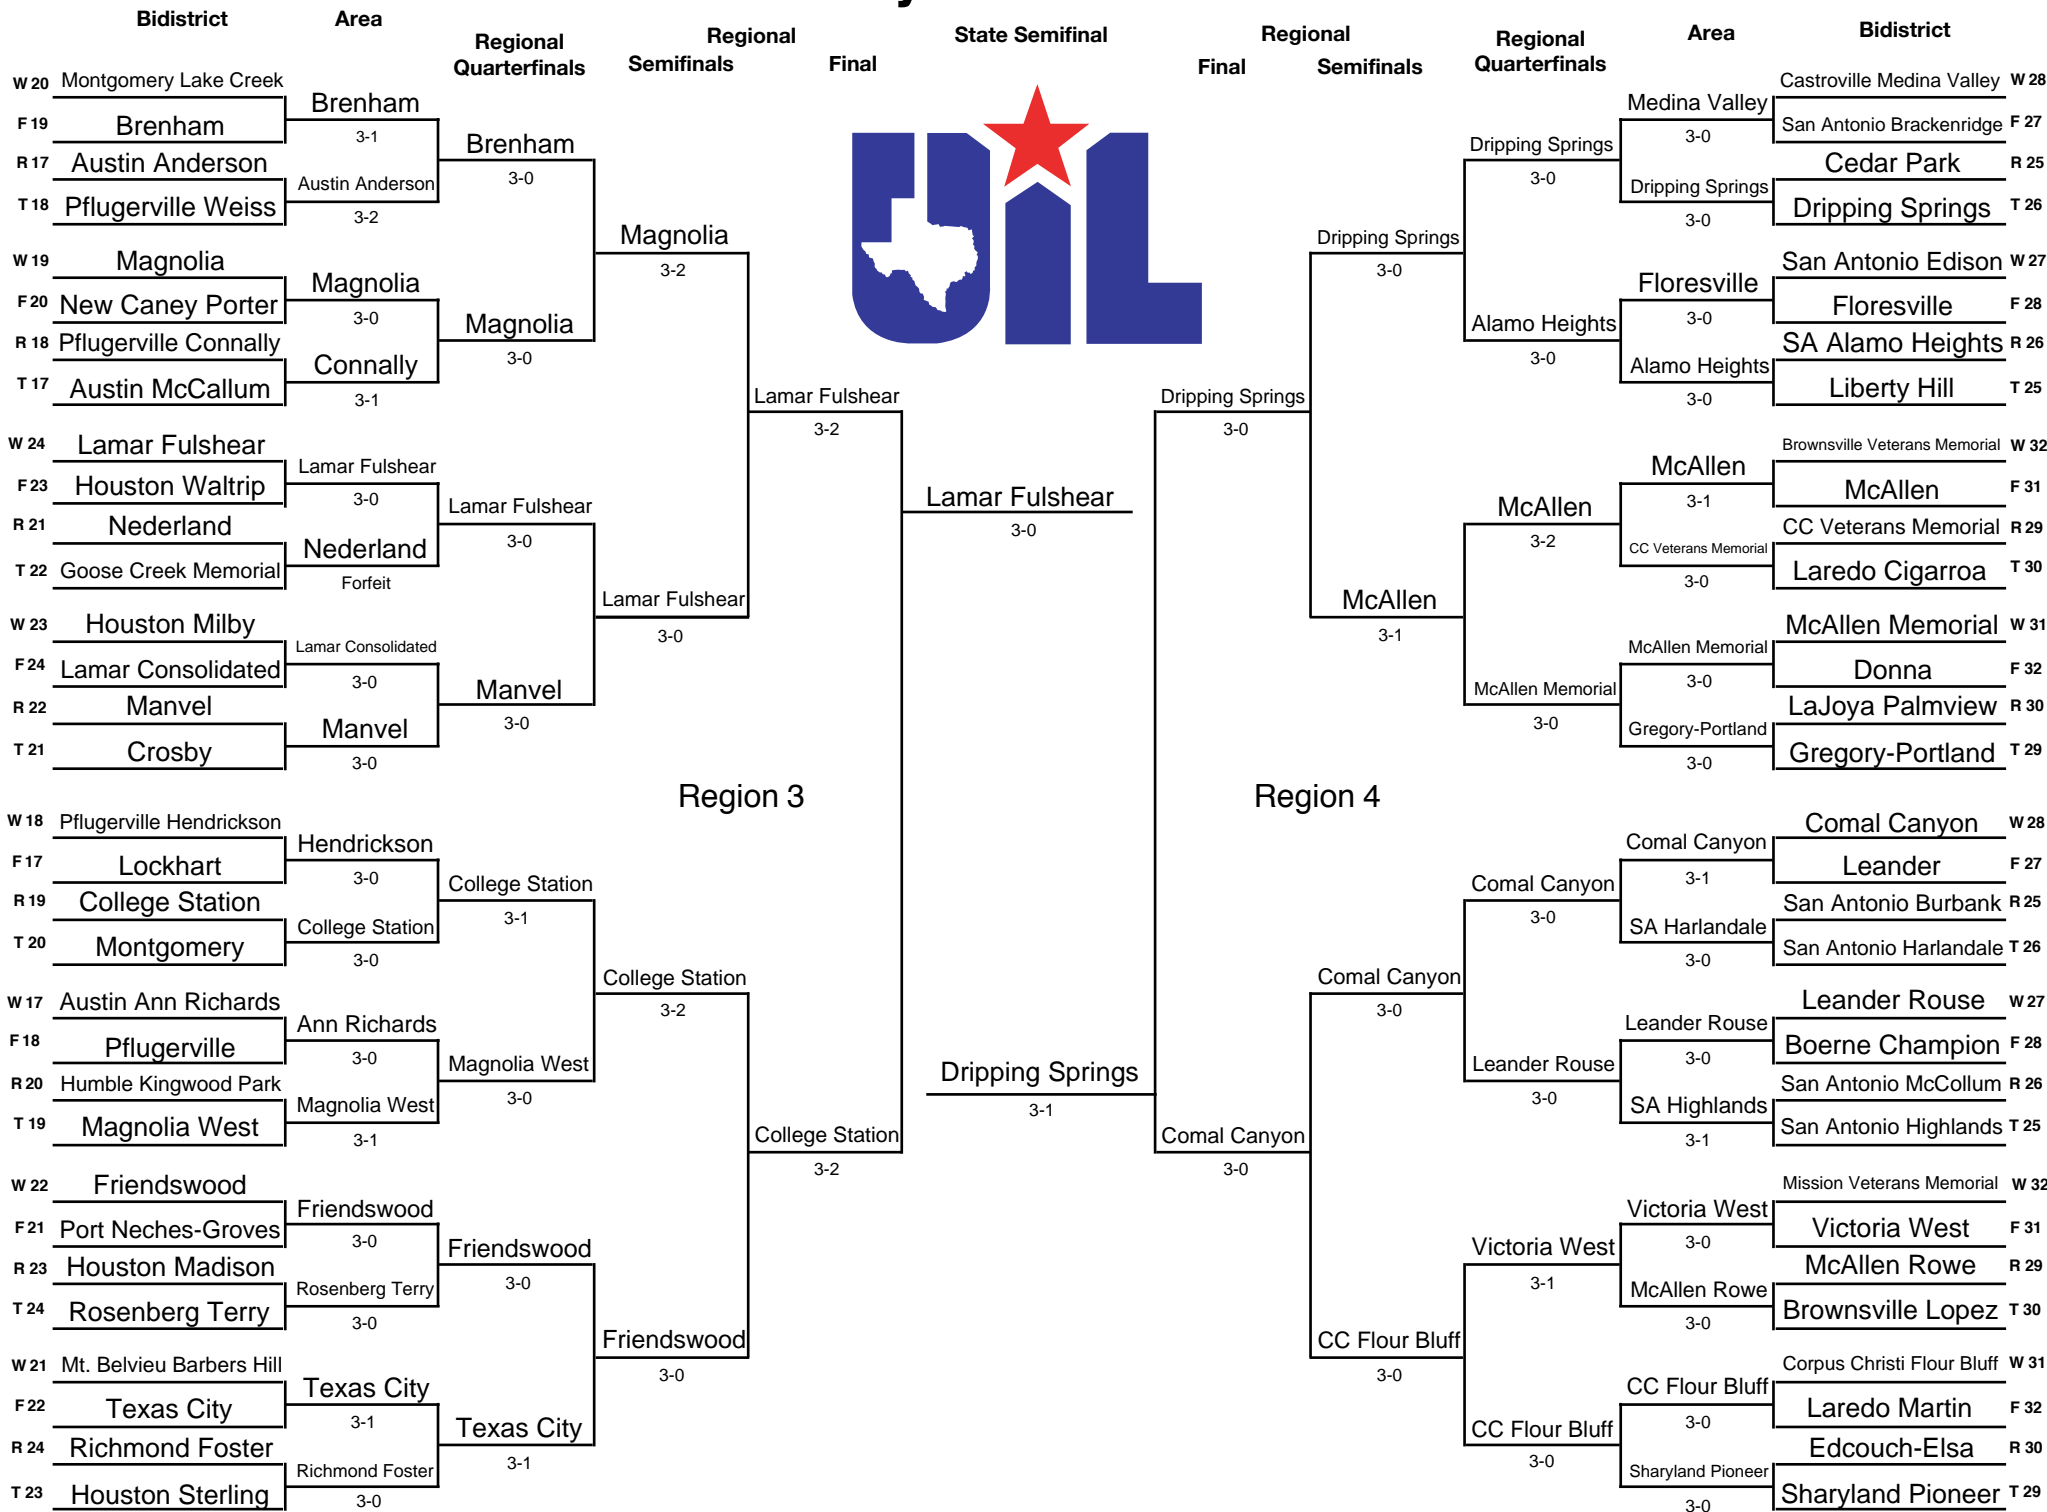 y
Bidistrict
Area
Regional
Quarterfinals
Regional
Semifinals
Final
State Semifinal
Regional
Final
Semifinals
Regional
Quarterfinals
Area
Bidistrict
UIL
W 20 Montgomery Lake Creek
F 19 Brenham
R 17 Austin Anderson
T 18 Pflugerville Weiss
W 19 Magnolia
F 20 New Caney Porter
R 18 Pflugerville Connally
T 17 Austin McCallum
W 24 Lamar Fulshear
F 23 Houston Waltrip
R 21 Nederland
T 22 Goose Creek Memorial
W 23 Houston Milby
F 24 Lamar Consolidated
R 22 Manvel
T 21 Crosby
W 18 Pflugerville Hendrickson
F 17 Lockhart
R 19 College Station
T 20 Montgomery
W 17 Austin Ann Richards
F 18 Pflugerville
R 20 Humble Kingwood Park
T 19 Magnolia West
W 22 Friendswood
F 21 Port Neches-Groves
R 23 Houston Madison
T 24 Rosenberg Terry
W 21 Mt. Belvieu Barbers Hill
F 22 Texas City
R 24 Richmond Foster
T 23 Houston Sterling
Brenham
3-1
Austin Anderson
3-2
Magnolia
3-0
Connally
3-1
Lamar Fulshear
3-0
Nederland
Forfeit
Lamar Consolidated
3-0
Manvel
3-0
Hendrickson
3-0
College Station
3-0
Ann Richards
3-0
Magnolia West
3-1
Friendswood
3-0
Rosenberg Terry
3-0
Texas City
3-1
Richmond Foster
3-0
Brenham
3-0
Magnolia
3-0
Lamar Fulshear
3-0
Manvel
3-0
College Station
3-1
Magnolia West
3-0
Friendswood
3-0
Texas City
3-1
Magnolia
3-2
Lamar Fulshear
3-0
College Station
3-2
Friendswood
3-0
Lamar Fulshear
3-2
College Station
3-2
Region 3
Lamar Fulshear
3-0
Dripping Springs
3-1
Region 4
Dripping Springs
3-0
Comal Canyon
3-0
Dripping Springs
3-0
McAllen
3-1
Comal Canyon
3-0
CC Flour Bluff
3-0
Dripping Springs
3-0
Alamo Heights
3-0
McAllen
3-2
McAllen Memorial
3-0
Comal Canyon
3-0
Leander Rouse
3-0
Victoria West
3-1
CC Flour Bluff
3-0
Medina Valley
3-0
Dripping Springs
3-0
Floresville
3-0
Alamo Heights
3-0
McAllen
3-1
CC Veterans Memorial
3-0
McAllen Memorial
3-0
Gregory-Portland
3-0
Comal Canyon
3-1
SA Harlandale
3-0
Leander Rouse
3-0
SA Highlands
3-1
Victoria West
3-0
McAllen Rowe
3-0
CC Flour Bluff
3-0
Sharyland Pioneer
3-0
Castroville Medina Valley W 28
San Antonio Brackenridge F 27
Cedar Park R 25
Dripping Springs T 26
San Antonio Edison W 27
Floresville F 28
SA Alamo Heights R 26
Liberty Hill T 25
Brownsville Veterans Memorial W 32
McAllen F 31
CC Veterans Memorial R 29
Laredo Cigarroa T 30
McAllen Memorial W 31
Donna F 32
LaJoya Palmview R 30
Gregory-Portland T 29
Comal Canyon W 28
Leander F 27
San Antonio Burbank R 25
San Antonio Harlandale T 26
Leander Rouse W 27
Boerne Champion F 28
San Antonio McCollum R 26
San Antonio Highlands T 25
Mission Veterans Memorial W 32
Victoria West F 31
McAllen Rowe R 29
Brownsville Lopez T 30
Corpus Christi Flour Bluff W 31
Laredo Martin F 32
Edcouch-Elsa R 30
Sharyland Pioneer T 29